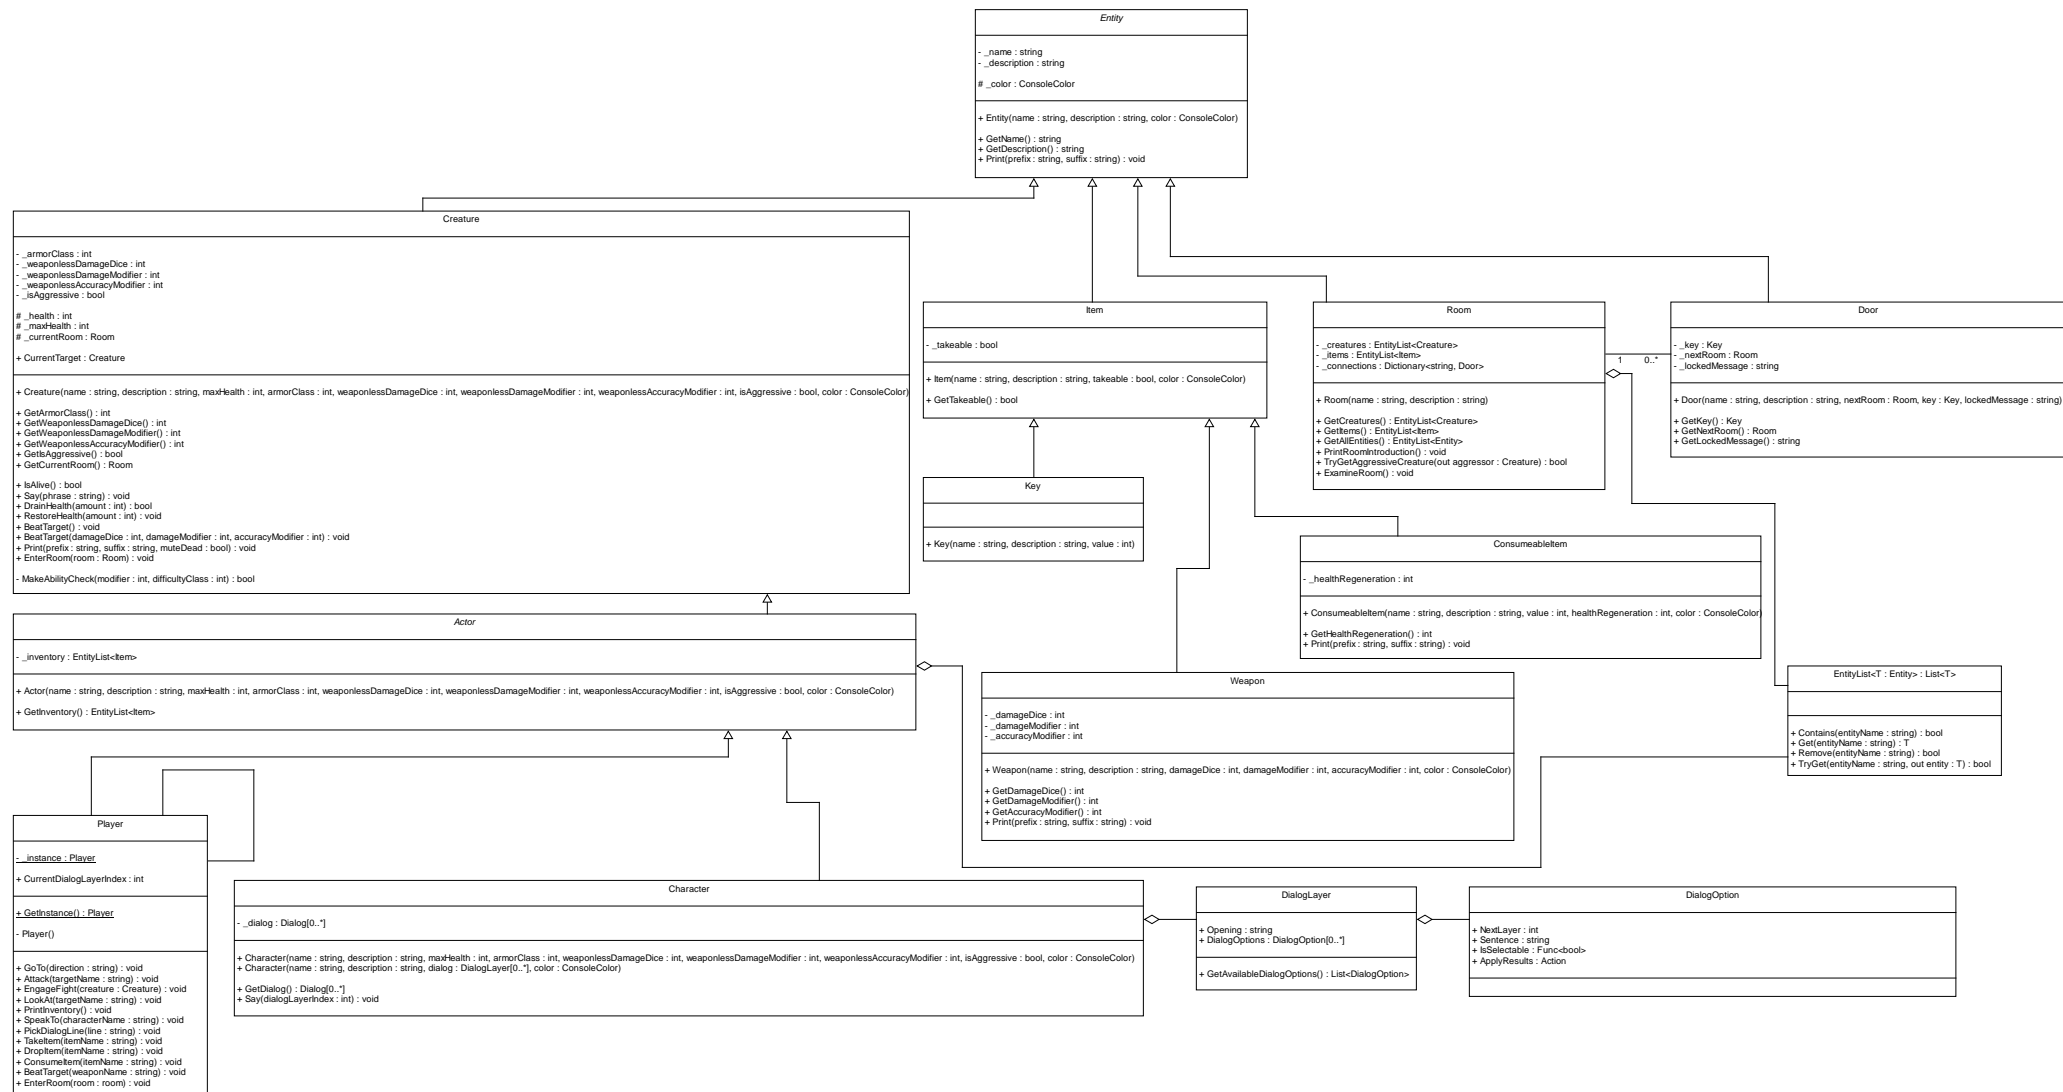 Entity
- _name : string
- _description : string
# _color : ConsoleColor
+ Entity(name : string, description : string, color : ConsoleColor)
+ GetName() : string
+ GetDescription() : string
+ Print(prefix : string, suffix : string) : void
Creature
- _armorClass : int
- _weaponlessDamageDice : int
- _weaponlessDamageModifier : int
- _weaponlessAccuracyModifier : int
- _isAggressive : bool
# _health : int
# _maxHealth : int
# _currentRoom : Room
+ CurrentTarget : Creature
+ Creature(name : string, description : string, maxHealth : int, armorClass : int, weaponlessDamageDice : int, weaponlessDamageModifier : int, weaponlessAccuracyModifier : int, isAggressive : bool, color : ConsoleColor)
+ GetArmorClass() : int
+ GetWeaponlessDamageDice() : int
+ GetWeaponlessDamageModifier() : int
+ GetWeaponlessAccuracyModifier() : int
+ GetIsAggressive() : bool
+ GetCurrentRoom() : Room
+ IsAlive() : bool
+ Say(phrase : string) : void
+ DrainHealth(amount : int) : bool
+ RestoreHealth(amount : int) : void
+ BeatTarget() : void
+ BeatTarget(damageDice : int, damageModifier : int, accuracyModifier : int) : void
+ Print(prefix : string, suffix : string, muteDead : bool) : void
+ EnterRoom(room : Room) : void
- MakeAbilityCheck(modifier : int, difficultyClass : int) : bool
Item
- _takeable : bool
+ Item(name : string, description : string, takeable : bool, color : ConsoleColor)
+ GetTakeable() : bool
Room
- _creatures : EntityList<Creature>
- _items : EntityList<Item>
- _connections : Dictionary<string, Door>
+ Room(name : string, description : string)
+ GetCreatures() : EntityList<Creature>
+ GetItems() : EntityList<Item>
+ GetAllEntities() : EntityList<Entity>
+ PrintRoomIntroduction() : void
+ TryGetAggressiveCreature(out aggressor : Creature) : bool
+ ExamineRoom() : void
1 0..*
Door
- _key : Key
- _nextRoom : Room
- _lockedMessage : string
+ Door(name : string, description : string, nextRoom : Room, key : Key, lockedMessage : string)
+ GetKey() : Key
+ GetNextRoom() : Room
+ GetLockedMessage() : string
Key
+ Key(name : string, description : string, value : int)
ConsumeableItem
- _healthRegeneration : int
+ ConsumeableItem(name : string, description : string, value : int, healthRegeneration : int, color : ConsoleColor)
+ GetHealthRegeneration() : int
+ Print(prefix : string, suffix : string) : void
Actor
- _inventory : EntityList<Item>
+ Actor(name : string, description : string, maxHealth : int, armorClass : int, weaponlessDamageDice : int, weaponlessDamageModifier : int, weaponlessAccuracyModifier : int, isAggressive : bool, color : ConsoleColor)
+ GetInventory() : EntityList<Item>
Weapon
- _damageDice : int
- _damageModifier : int
- _accuracyModifier : int
+ Weapon(name : string, description : string, damageDice : int, damageModifier : int, accuracyModifier : int, color : ConsoleColor)
+ GetDamageDice() : int
+ GetDamageModifier() : int
+ GetAccuracyModifier() : int
+ Print(prefix : string, suffix : string) : void
EntityList<T : Entity> : List<T>
+ Contains(entityName : string) : bool
+ Get(entityName : string) : T
+ Remove(entityName : string) : bool
+ TryGet(entityName : string, out entity : T) : bool
Player
- _instance : Player
+ CurrentDialogLayerIndex : int
+ GetInstance() : Player
- Player()
+ GoTo(direction : string) : void
+ Attack(targetName : string) : void
+ EngageFight(creature : Creature) : void
+ LookAt(targetName : string) : void
+ PrintInventory() : void
+ SpeakTo(characterName : string) : void
+ PickDialogLine(line : string) : void
+ TakeItem(itemName : string) : void
+ DropItem(itemName : string) : void
+ ConsumeItem(itemName : string) : void
+ BeatTarget(weaponName : string) : void
+ EnterRoom(room : room) : void
Character
- _dialog : Dialog[0..*]
+ Character(name : string, description : string, maxHealth : int, armorClass : int, weaponlessDamageDice : int, weaponlessDamageModifier : int, weaponlessAccuracyModifier : int, isAggressive : bool, color : ConsoleColor)
+ Character(name : string, description : string, dialog : DialogLayer[0..*], color : ConsoleColor)
+ GetDialog() : Dialog[0..*]
+ Say(dialogLayerIndex : int) : void
DialogLayer
+ Opening : string
+ DialogOptions : DialogOption[0..*]
+ GetAvailableDialogOptions() : List<DialogOption>
DialogOption
+ NextLayer : int
+ Sentence : string
+ IsSelectable : Func<bool>
+ ApplyResults : Action